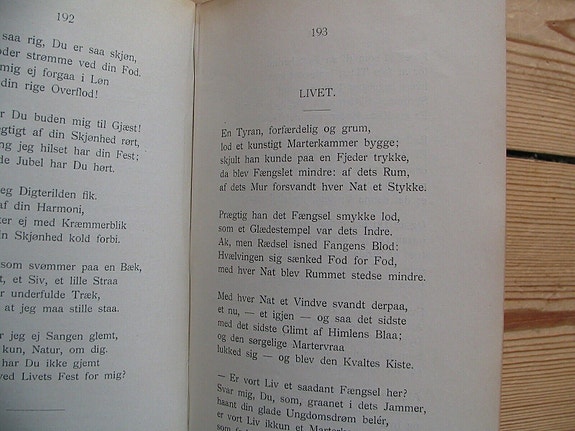 192
saa rig, Du er saa skjøn,
strømme ved din Fod.
mig ej forgaa i Løn
din rige Overflod!
Du buden mig til Gjæst!
af din Skjønhed rørt,
jeg hilset har din Fest;
Jubel har Du hørt.
Digterilden fik.
af din Harmoni,
ej med Kræmmerblik
din Skjønhed kold forbi.
som svømmer paa en Bæk,
et Siv, et lille Straa
underfulde Træk,
at jeg maa stille staa.
jeg ej Sangen glemt,
kun, Natur, om dig.
har Du ikke gjemt
ved Livets Fest for mig?
193
LIVET.
En Tyran, forfærdelig og grum,
lod et kunstigt Marterkammer bygge;
skjult han kunde paa en Fjeder trykke,
da blev Fængslet mindre: af dets Rum,
af dets Mur forsvandt hver Nat et Stykke.
Prægtig han det Fængsel smykke lod,
som et Glædestempel var dets Indre.
Ak, men Rædsel isned Fangens Blod:
Hvælvingen sig sænked Fod for Fod,
med hver Nat blev Rummet stedse mindre.
Med hver Nat et Vindve svandt derpaa,
et nu, — et igjen — og saa det sidste
med det sidste Glimt af Himlens Blaa;
og den sørgelige Martervraa
lukked sig — og blev den Kvaltes Kiste.
— Er vort Liv et saadant Fængsel her?
Svar mig, Du, som, graanet i dets Jammer,
haant din glade Ungdomsdrøm belér,
er vort Liv ikkun et